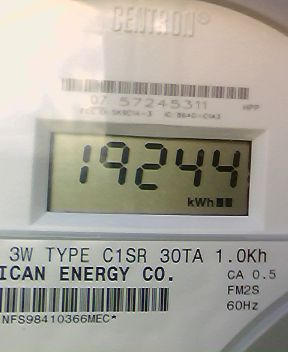 CENTRON®
07 57245311 HPP
19244
kWh
3W TYPE C1SR 30TA 1.0Kh
ICAN ENERGY CO. CA 0.5
FM2S
60Hz
NFS98410366MEC*